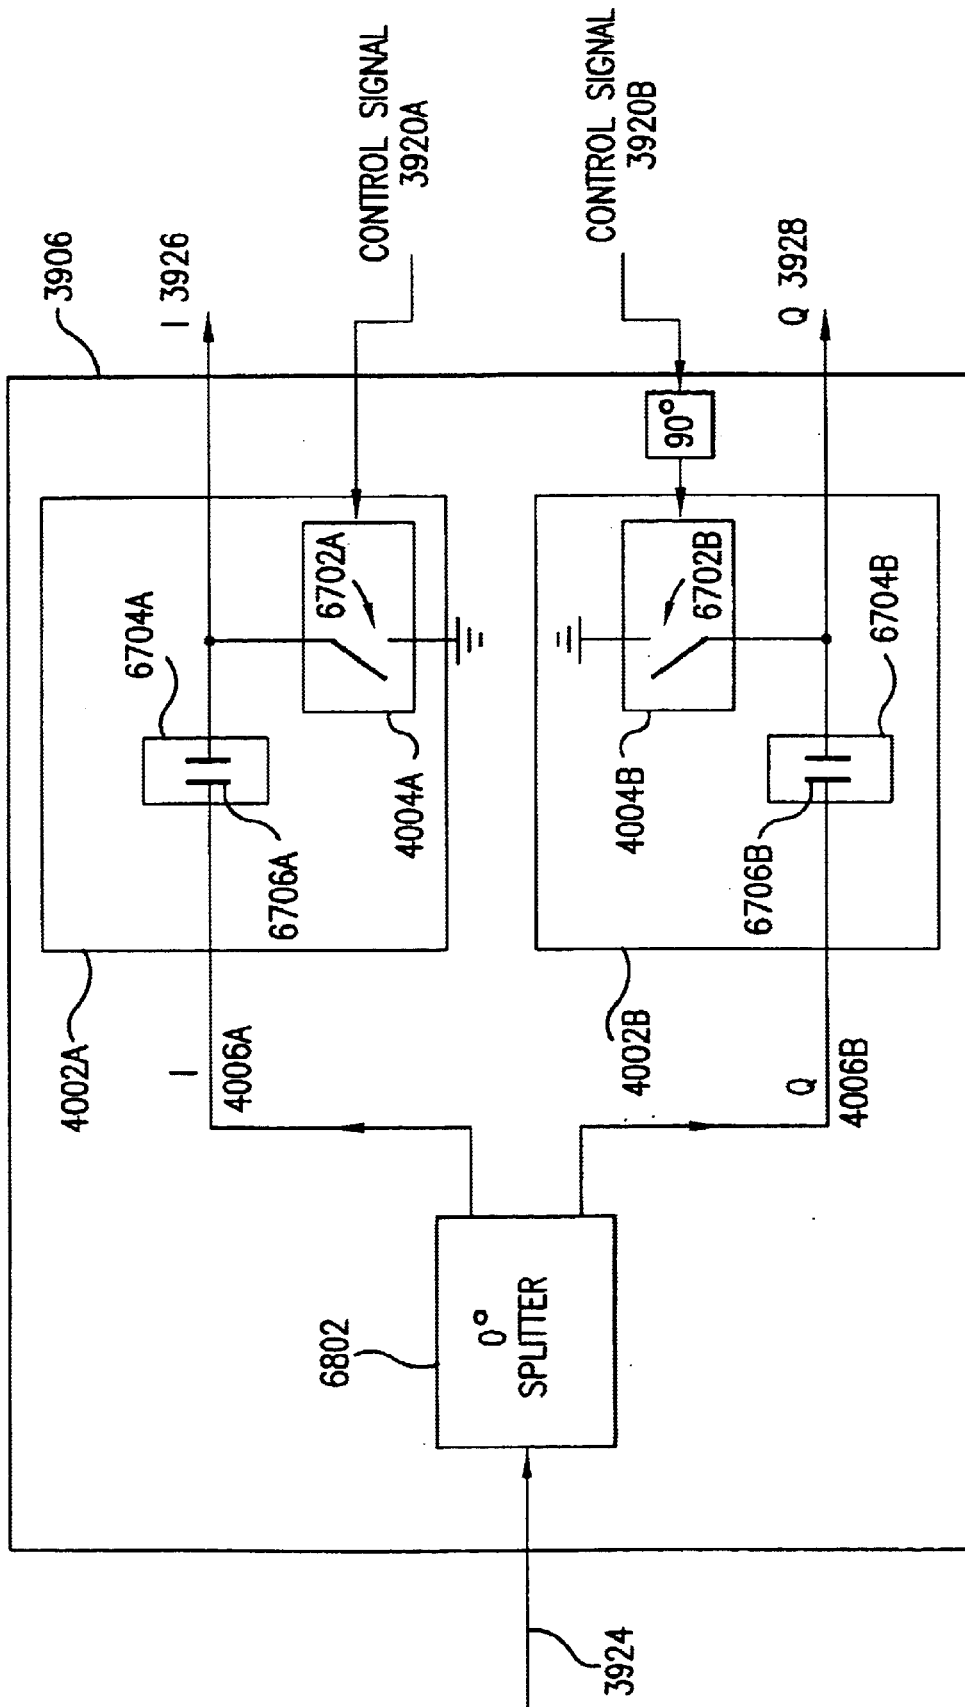 3906
I 3926
CONTROL SIGNAL
3920A
CONTROL SIGNAL
3920B
Q 3928
90°
6704A
6702A
6706A
4004A
4002A
I
4006A
6702B
6704B
4004B
6706B
4002B
Q
4006B
6802
0°
SPLITTER
3924